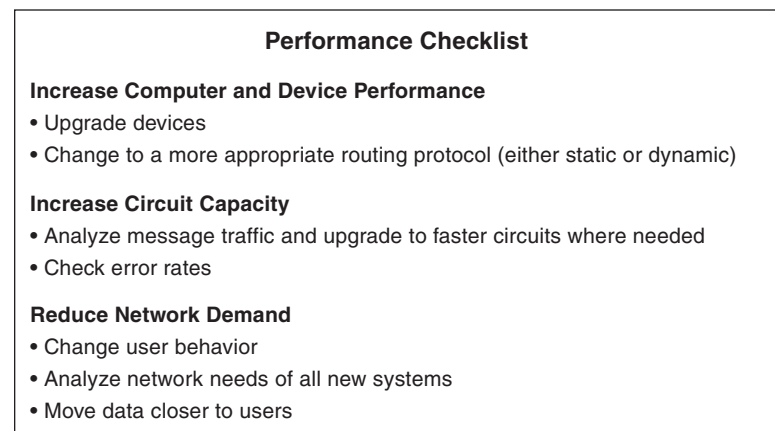 Performance Checklist
Increase Computer and Device Performance
• Upgrade devices
• Change to a more appropriate routing protocol (either static or dynamic)
Increase Circuit Capacity
• Analyze message traffic and upgrade to faster circuits where needed
• Check error rates
Reduce Network Demand
• Change user behavior
• Analyze network needs of all new systems
• Move data closer to users